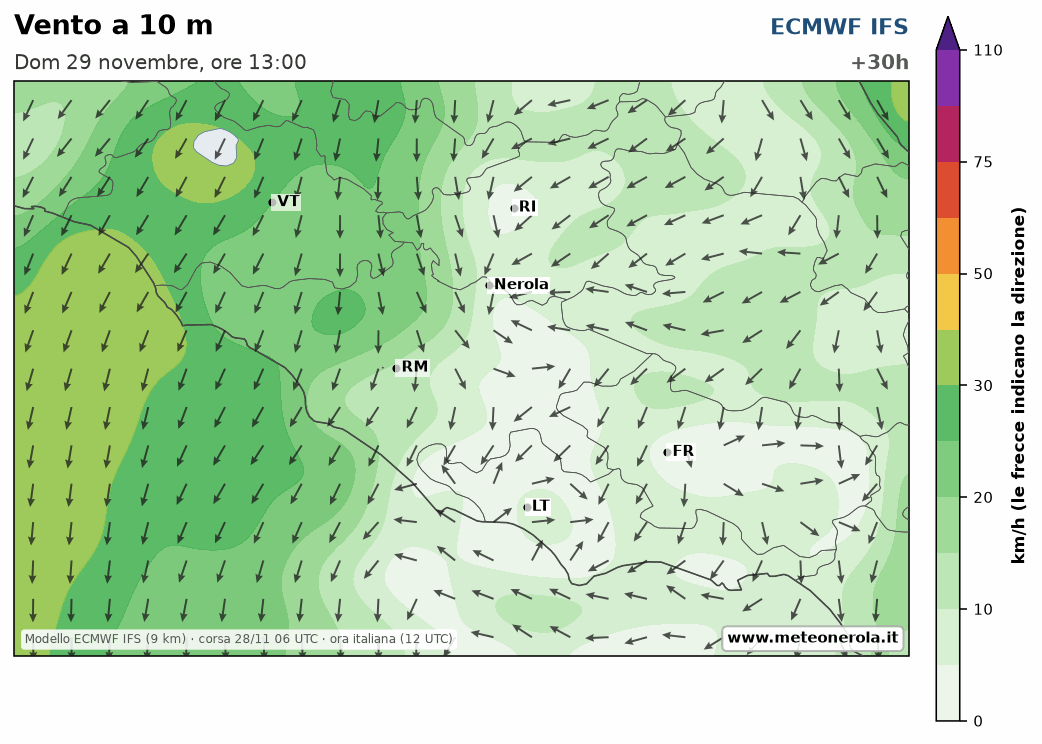 Vento a 10 m
ECMWF IFS
Dom 29 novembre, ore 13:00
+30h
VT
RI
Nerola
RM
FR
LT
Modello ECMWF IFS (9 km) · corsa 28/11 06 UTC · ora italiana (12 UTC)
www.meteonerola.it
110
75
50
30
20
10
0
km/h (le frecce indicano la direzione)